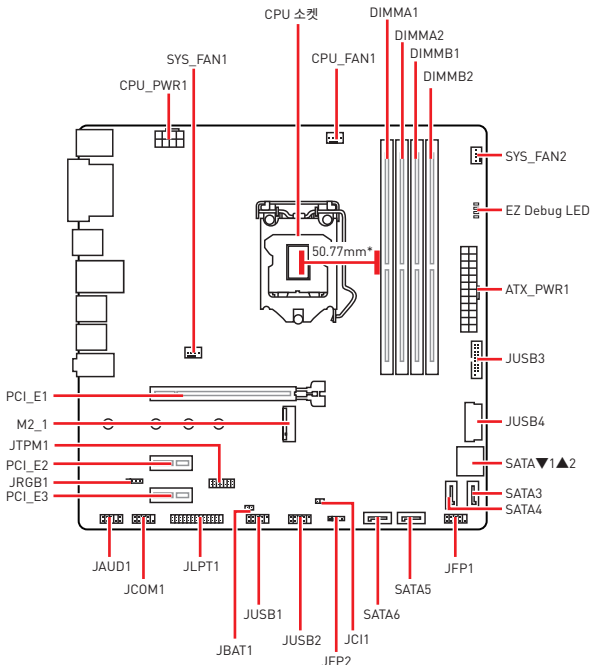 CPU 소켓
DIMMA1
DIMMA2
DIMMB1
DIMMB2
SYS_FAN1
CPU_FAN1
CPU_PWR1
SYS_FAN2
EZ Debug LED
50.77mm*
ATX_PWR1
JUSB3
PCI_E1
M2_1
JUSB4
JTPM1
PCI_E2
SATA▼1▲2
JRGB1
PCI_E3
SATA3
SATA4
JAUD1
JCOM1
JLPT1
JBAT1
JUSB1
JUSB2
JFP2
JCI1
SATA6
SATA5
JFP1